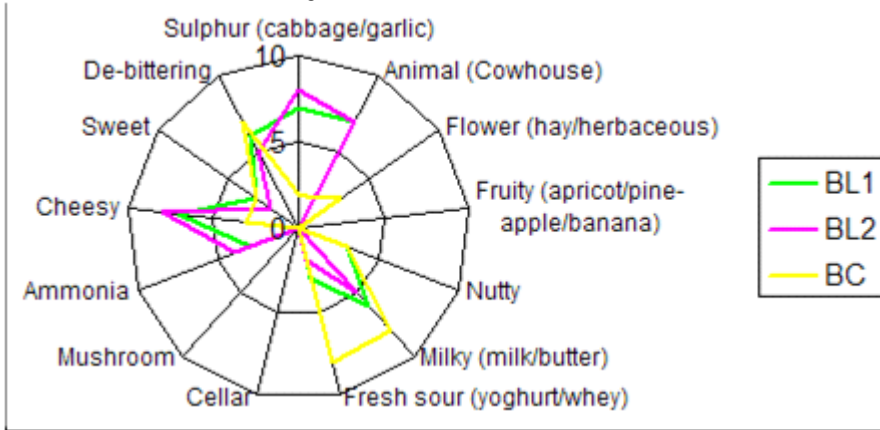 Sulphur (cabbage/garlic)
10
De-bittering
Animal (Cowhouse)
Sweet
5
Flower (hay/herbaceous)
Cheesy
0
Fruity (apricot/pine-
apple/banana)
Ammonia
Nutty
Mushroom
Milky (milk/butter)
Cellar
Fresh sour (yoghurt/whey)
BL1
BL2
BC